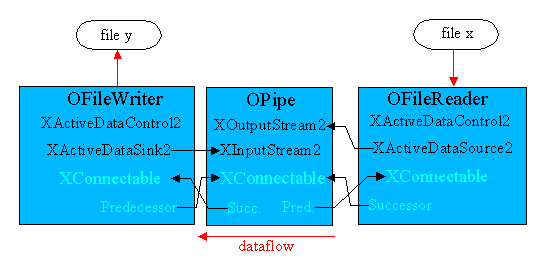 file y
file x
OFileWriter
XActiveDataControl2
XActiveDataSink2
XConnectable
Predecessor
OPipe
XOutputStream2
XInputStream2
XConnectable
Succ.
Pred.
OFileReader
XActiveDataControl2
XActiveDataSource2
XConnectable
Successor
dataflow